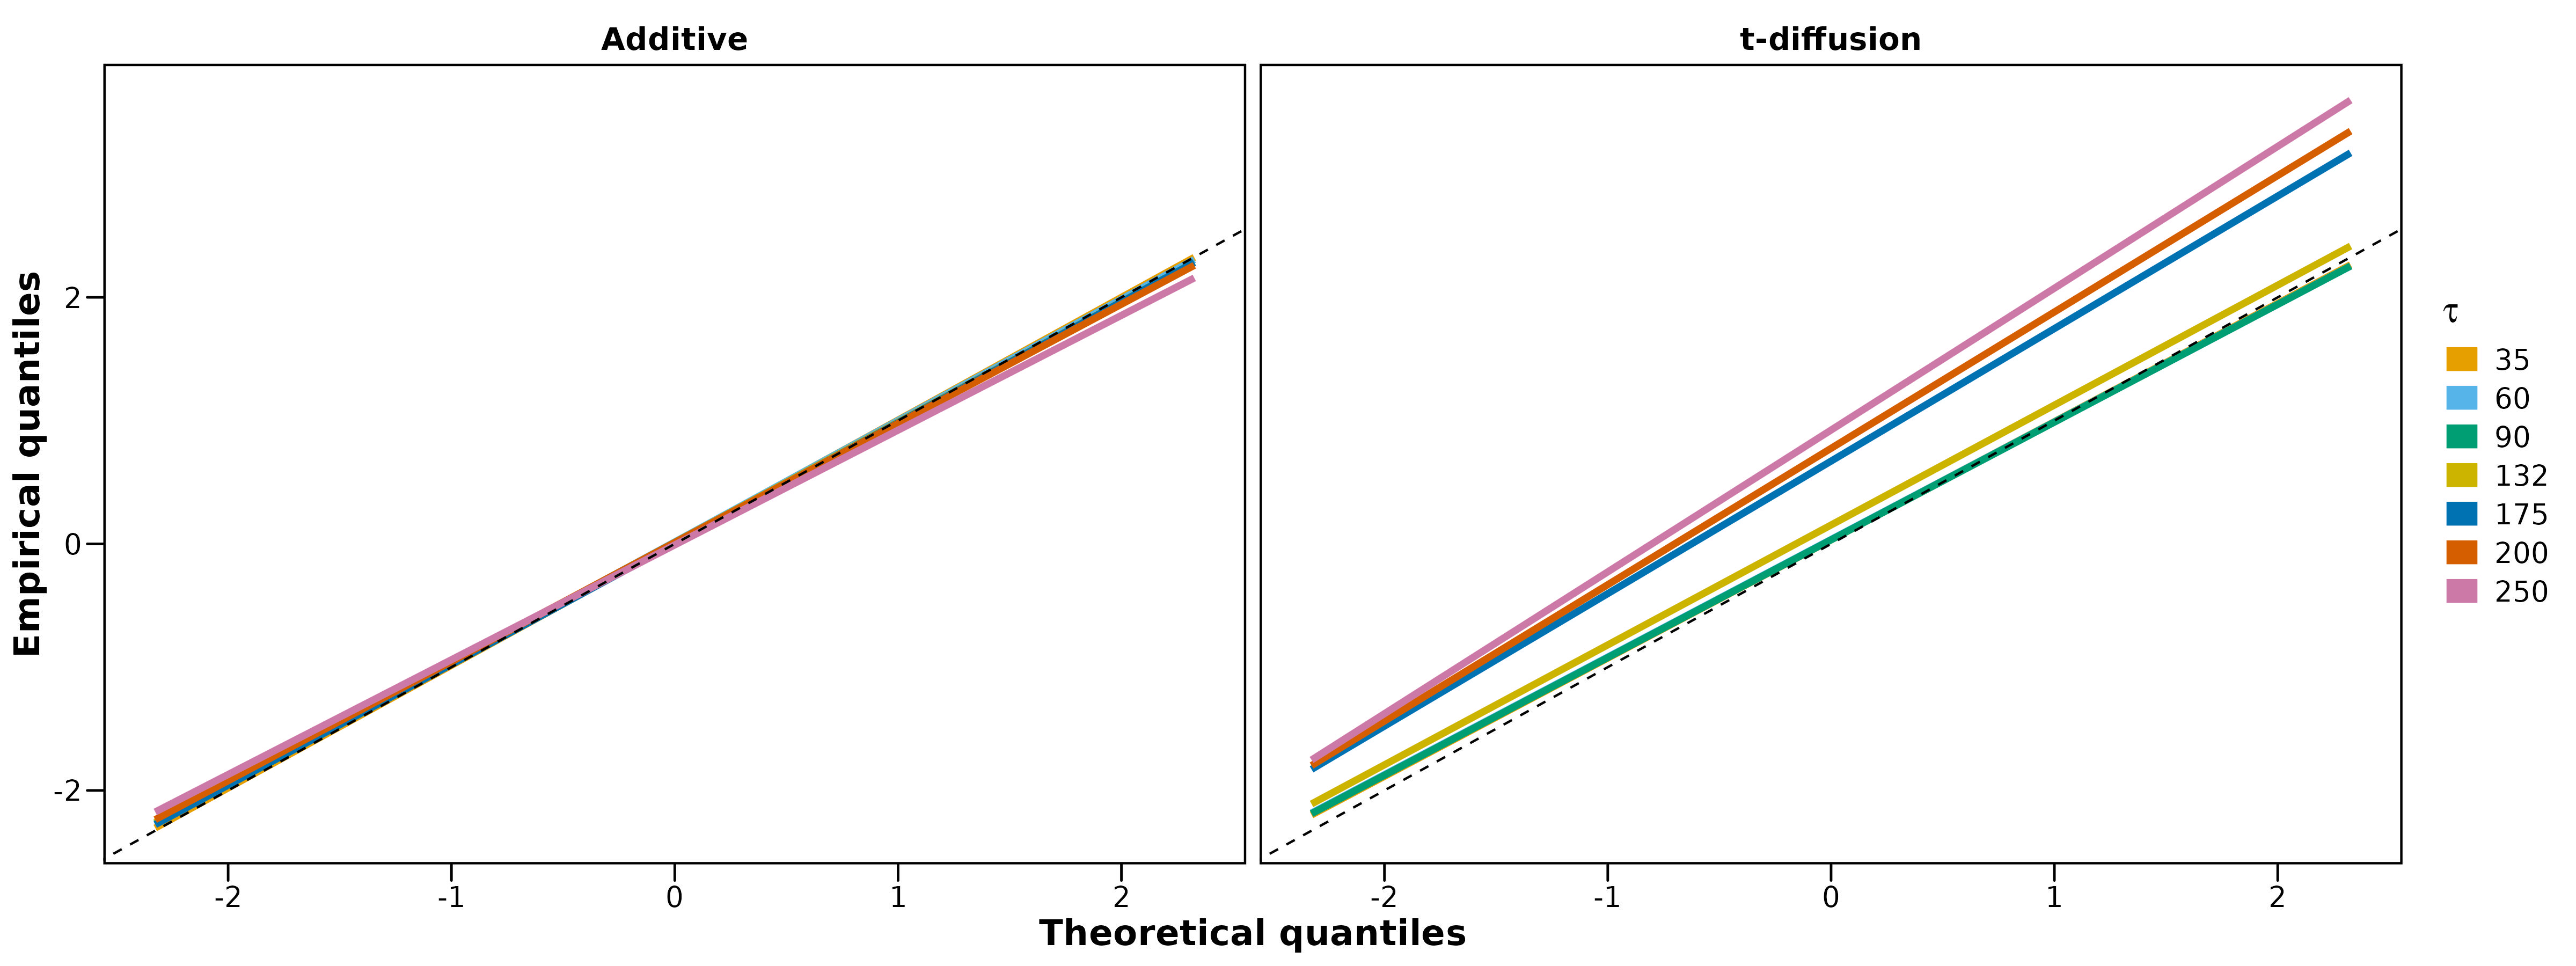 Additive
t-diffusion
Empirical quantiles
2
0
-2
-2 -1 0 1 2
-2 -1 0 1 2
Theoretical quantiles
τ
35
60
90
132
175
200
250